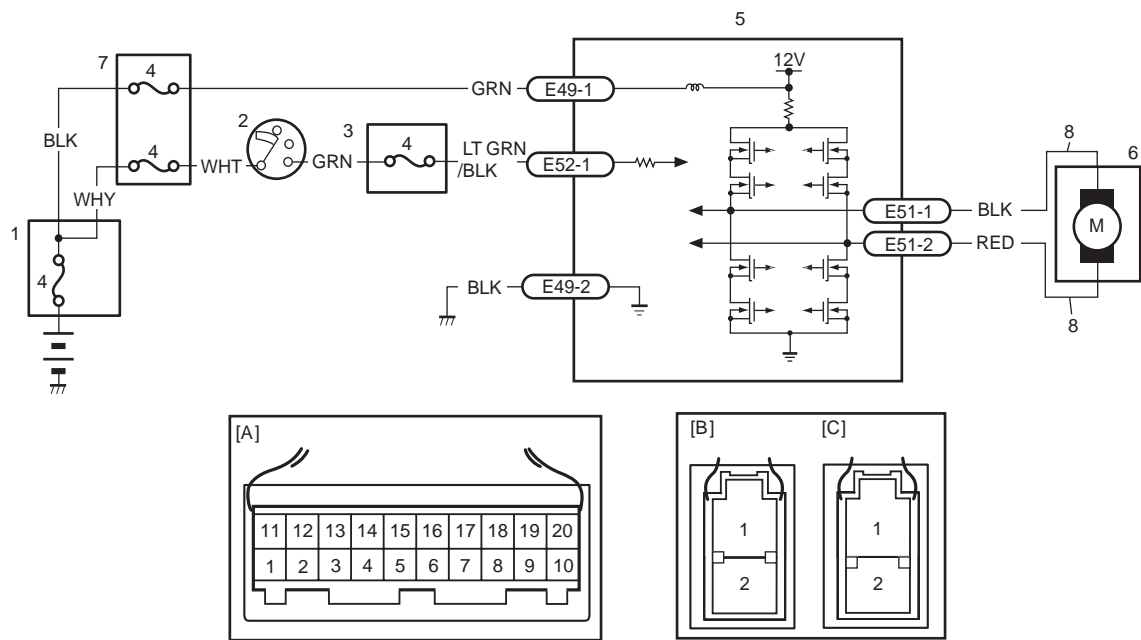 5
7
4
12V
GRN
E49-1
2
3
BLK
4
4
LT GRN
/BLK
WHT
GRN
E52-1
8
6
WHY
1
E51-1
BLK
M
4
E51-2
RED
BLK
E49-2
8
[A]
[B]
[C]
11 12 13 14 15 16 17 18 19 20
1 2 3 4 5 6 7 8 9 10
1
2
1
2